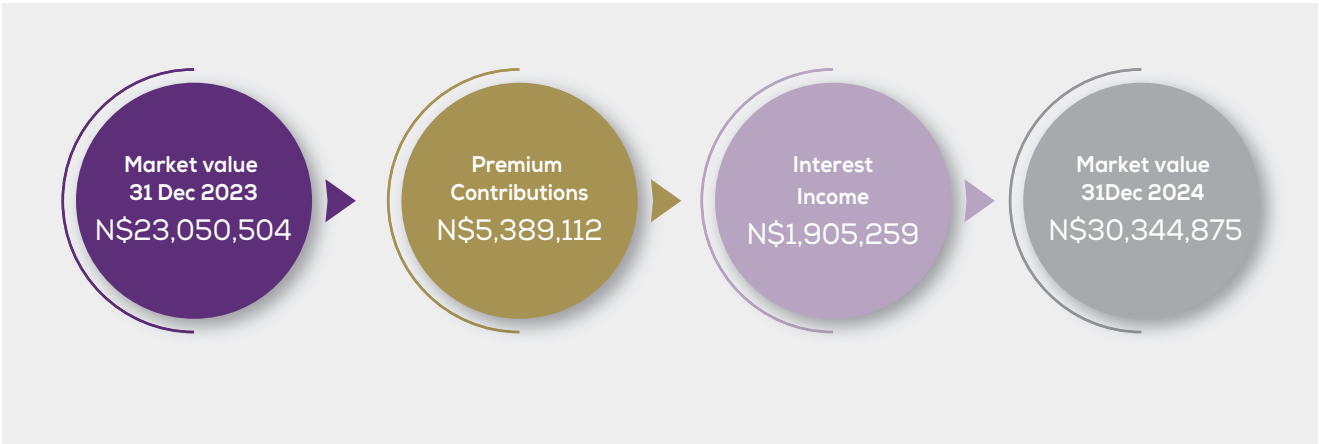 Market value
31 Dec 2023
N$23,050,504
Premium
Contributions
N$5,389,112
Interest
Income
N$1,905,259
Market value
31Dec 2024
N$30,344,875